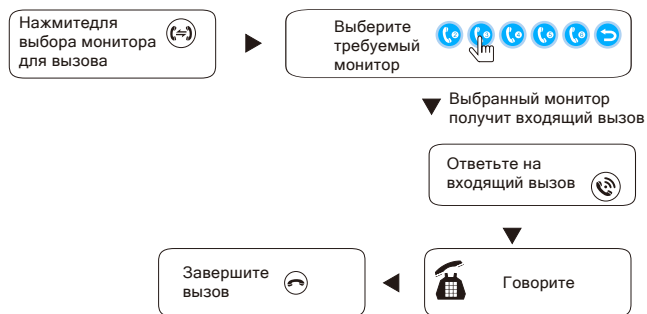 Нажмитедля
выбора монитора
для вызова
Выберите
требуемый
монитор
Выбранный монитор
получит входящий вызов
Ответьте на
входящий вызов
Говорите
Завершите
вызов